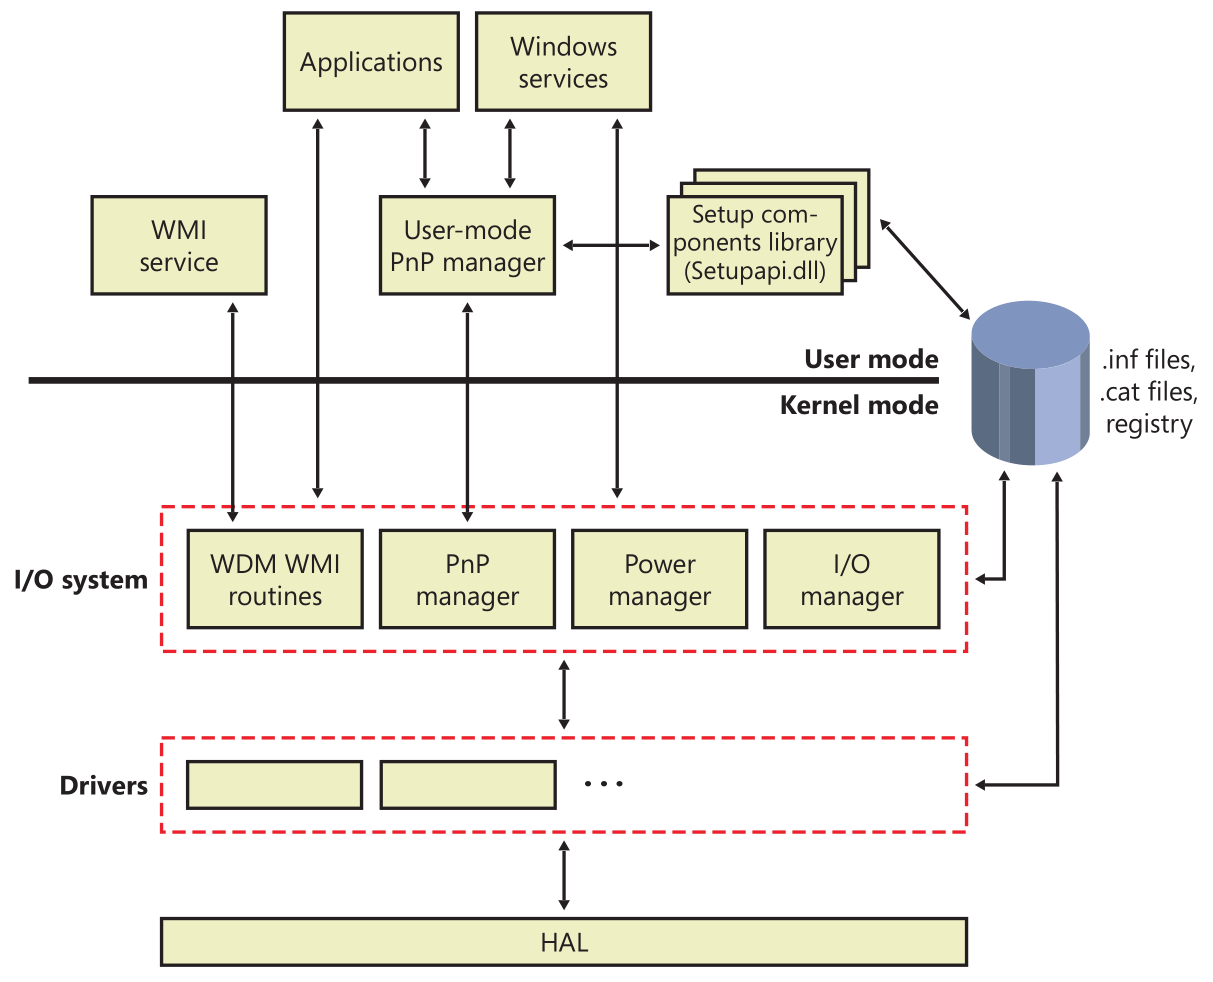 Applications
Windows
services
WMI
service
User-mode
PnP manager
Setup com-
ponents library
(Setupapi.dll)
User mode
Kernel mode
.inf files,
.cat files,
registry
I/O system
WDM WMI
routines
PnP
manager
Power
manager
I/O
manager
Drivers
...
HAL